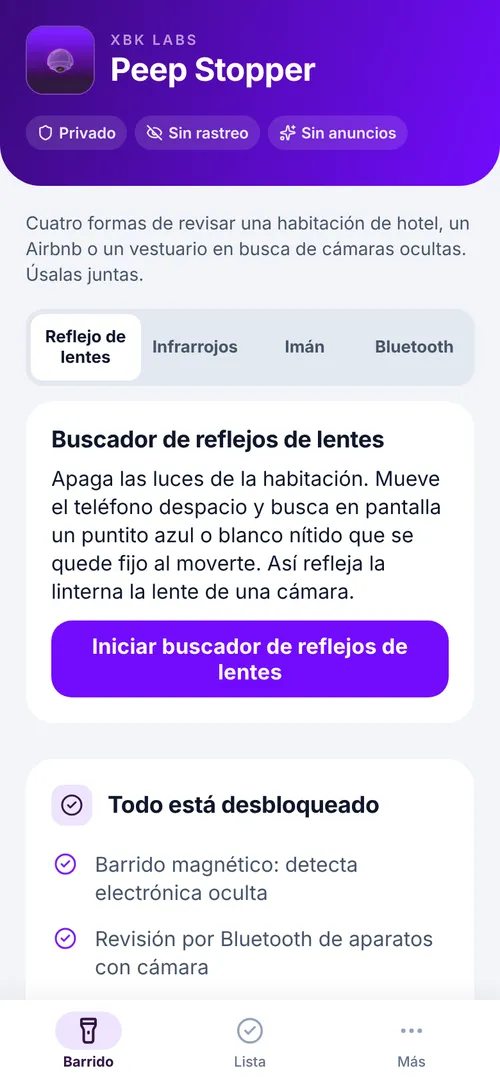 XBK LABS
Peep Stopper
Privado
Sin rastreo
Sin anuncios
Cuatro formas de revisar una habitación de hotel, un
Airbnb o un vestuario en busca de cámaras ocultas.
Úsalas juntas.
Reflejo de
lentes
Infrarrojos
Imán
Bluetooth
Buscador de reflejos de lentes
Apaga las luces de la habitación. Mueve
el teléfono despacio y busca en pantalla
un puntito azul o blanco nítido que se
quede fijo al moverte. Así refleja la
linterna la lente de una cámara.
Iniciar buscador de reflejos de
lentes
Todo está desbloqueado
Barrido magnético: detecta
electrónica oculta
Revisión por Bluetooth de aparatos
con cámara
Barrido
Lista
Más